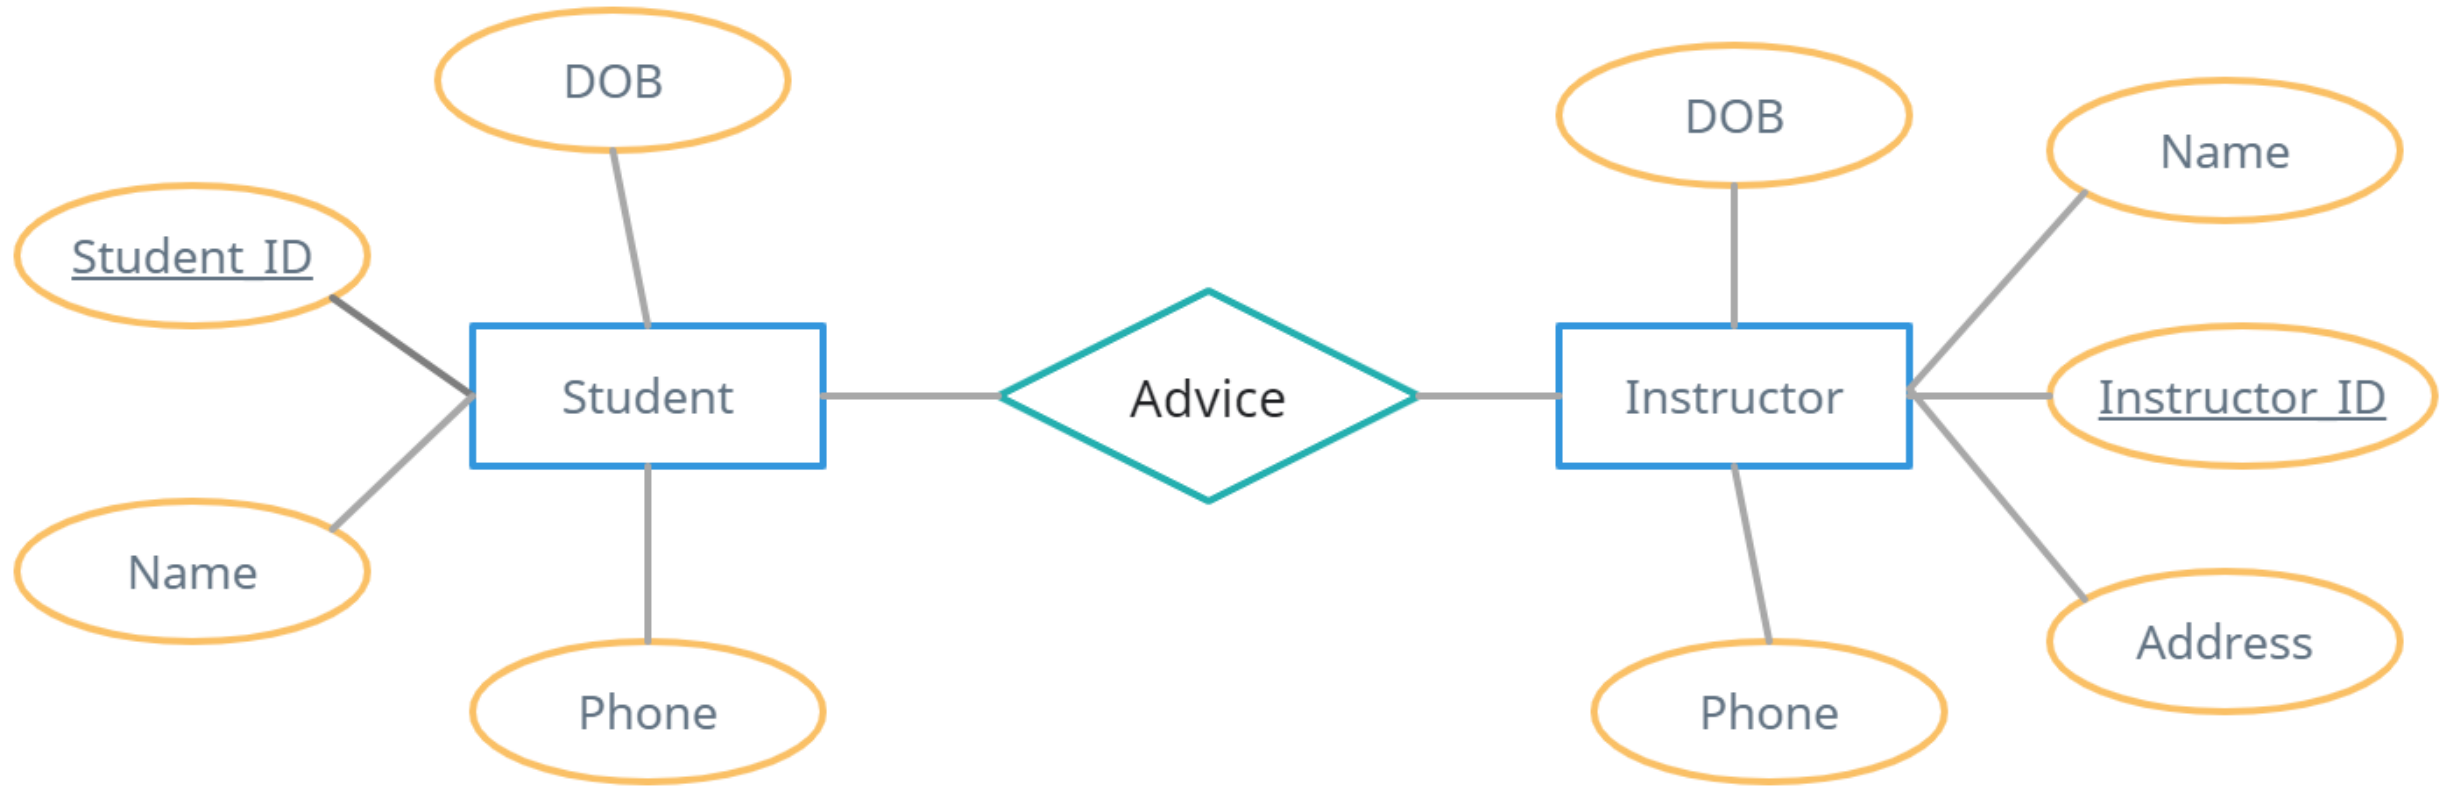 DOB
DOB
Name
Student_ID
Student
Advice
Instructor
Instructor_ID
Name
Address
Phone
Phone